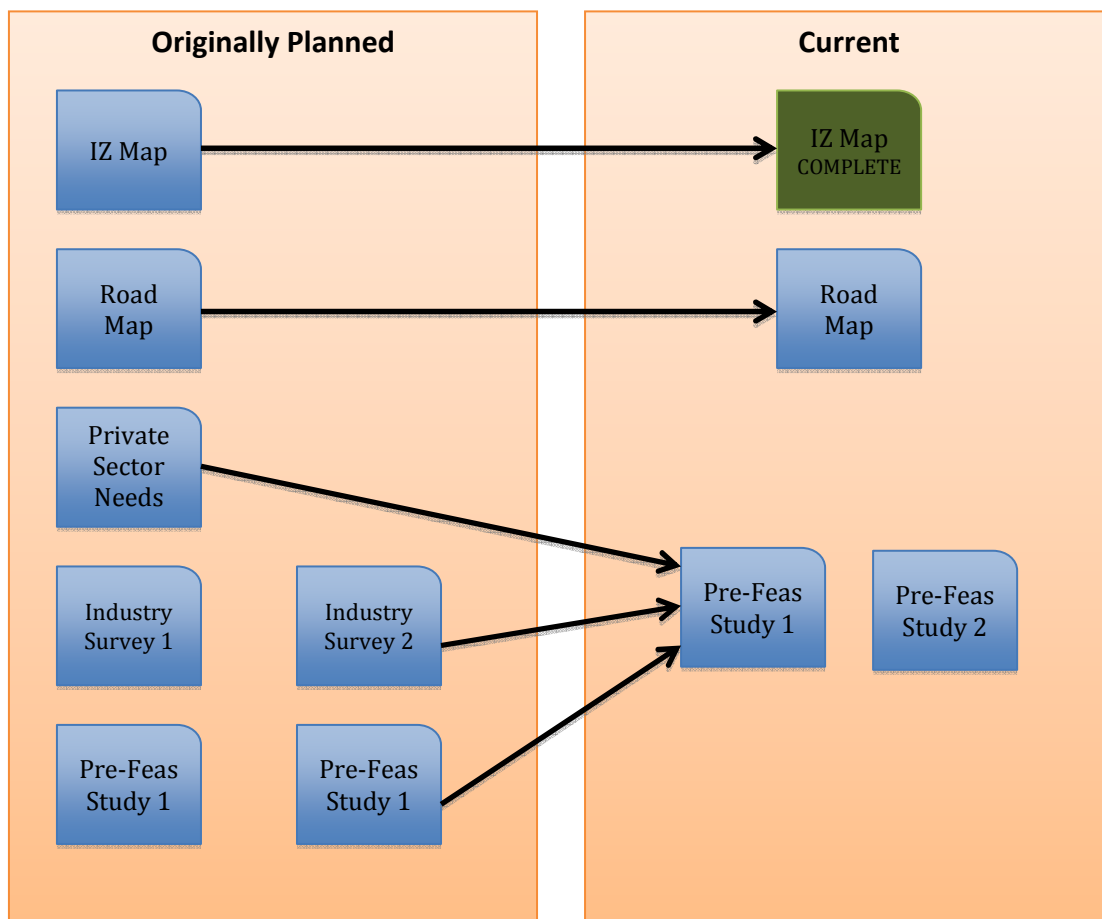 Originally Planned
Current
IZ Map
IZ Map
COMPLETE
Road
Map
Road
Map
Private
Sector
Needs
Industry
Survey 1
Industry
Survey 2
Pre-Feas
Study 1
Pre-Feas
Study 2
Pre-Feas
Study 1
Pre-Feas
Study 1